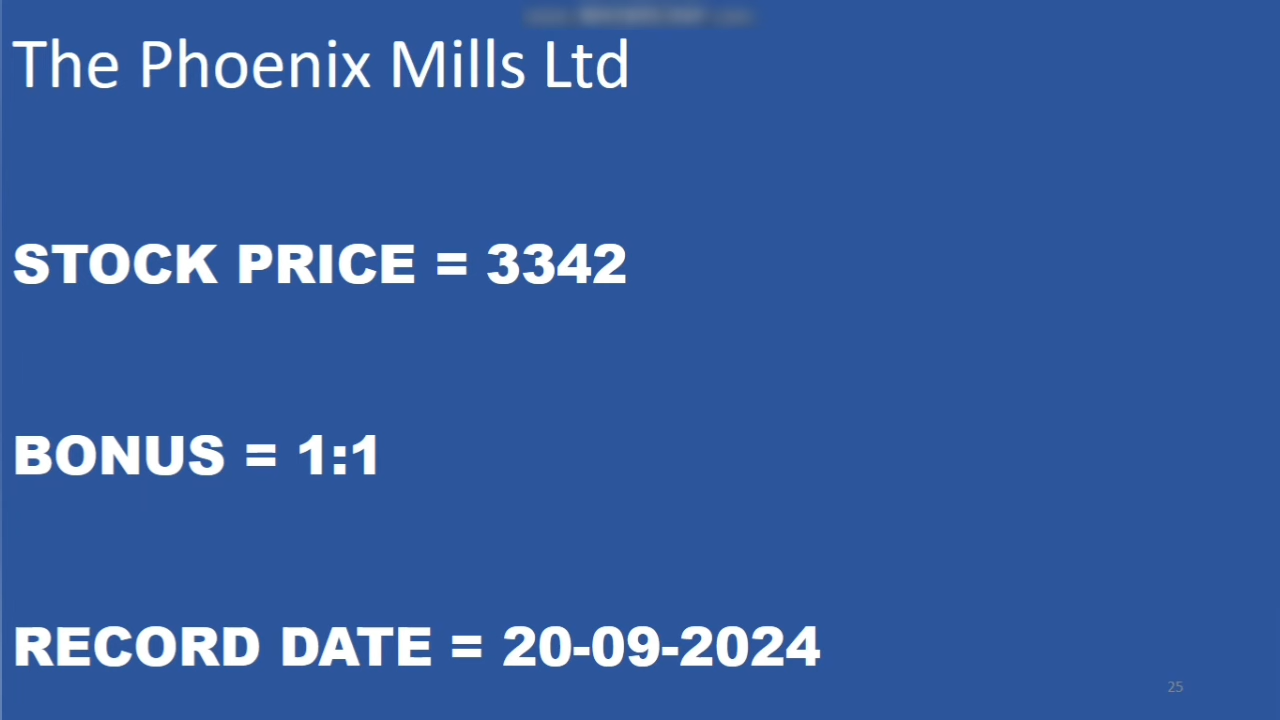 The Phoenix Mills Ltd
STOCK PRICE = 3342
BONUS = 1:1
RECORD DATE = 20-09-2024
25